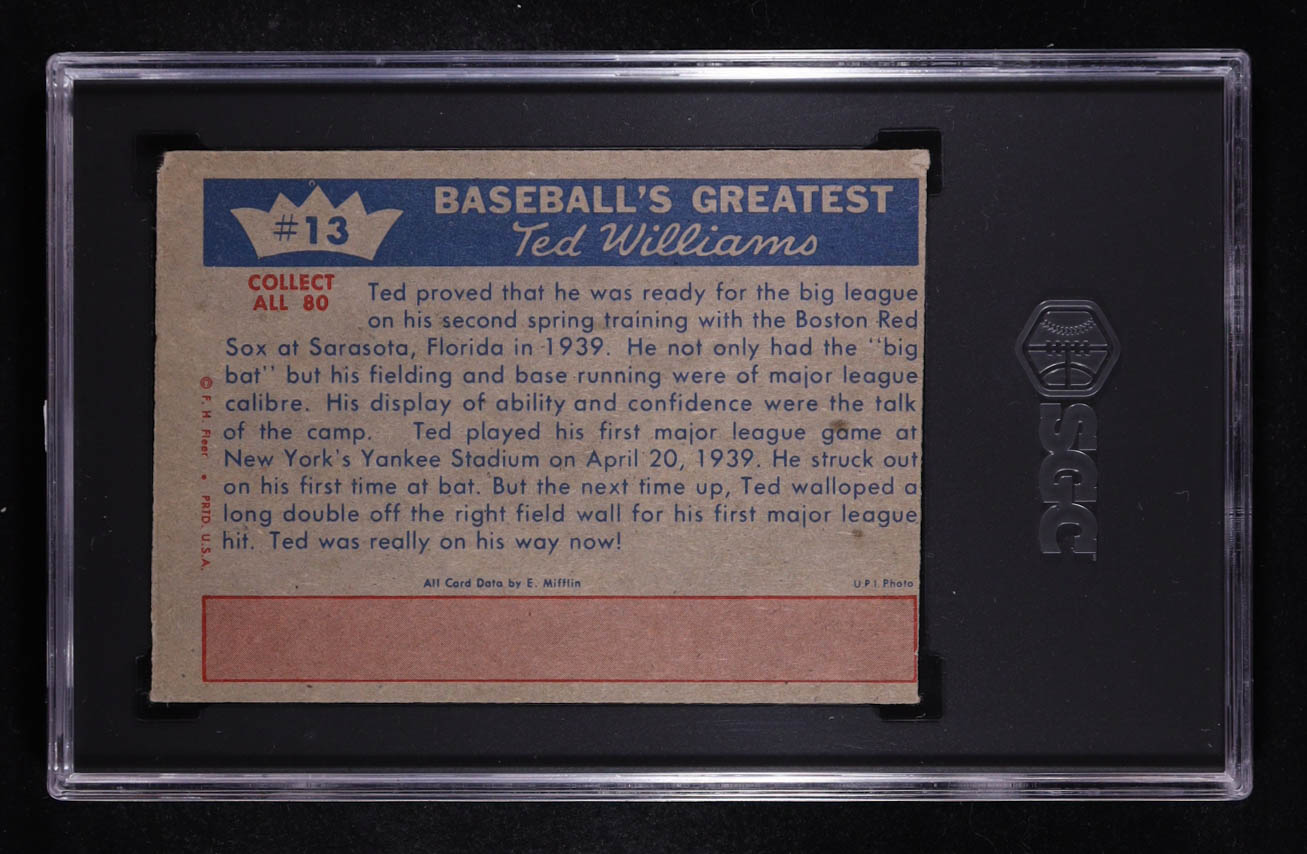 #13
BASEBALL'S GREATEST
Ted Williams
COLLECT
ALL 80
Ted proved that he was ready for the big league
on his second spring training with the Boston Red
Sox at Sarasota, Florida in 1939. He not only had the "big
bat" but his fielding and base running were of major league
calibre. His display of ability and confidence were the talk
of the camp. Ted played his first major league game at
New York's Yankee Stadium on April 20, 1939. He struck out
on his first time at bat. But the next time up, Ted walloped a
long double off the right field wall for his first major league
hit. Ted was really on his way now!
© F. H. Fleer • PRTD. U.S.A.
All Card Data by E. Mifflin
U.P.I. Photo
SGC